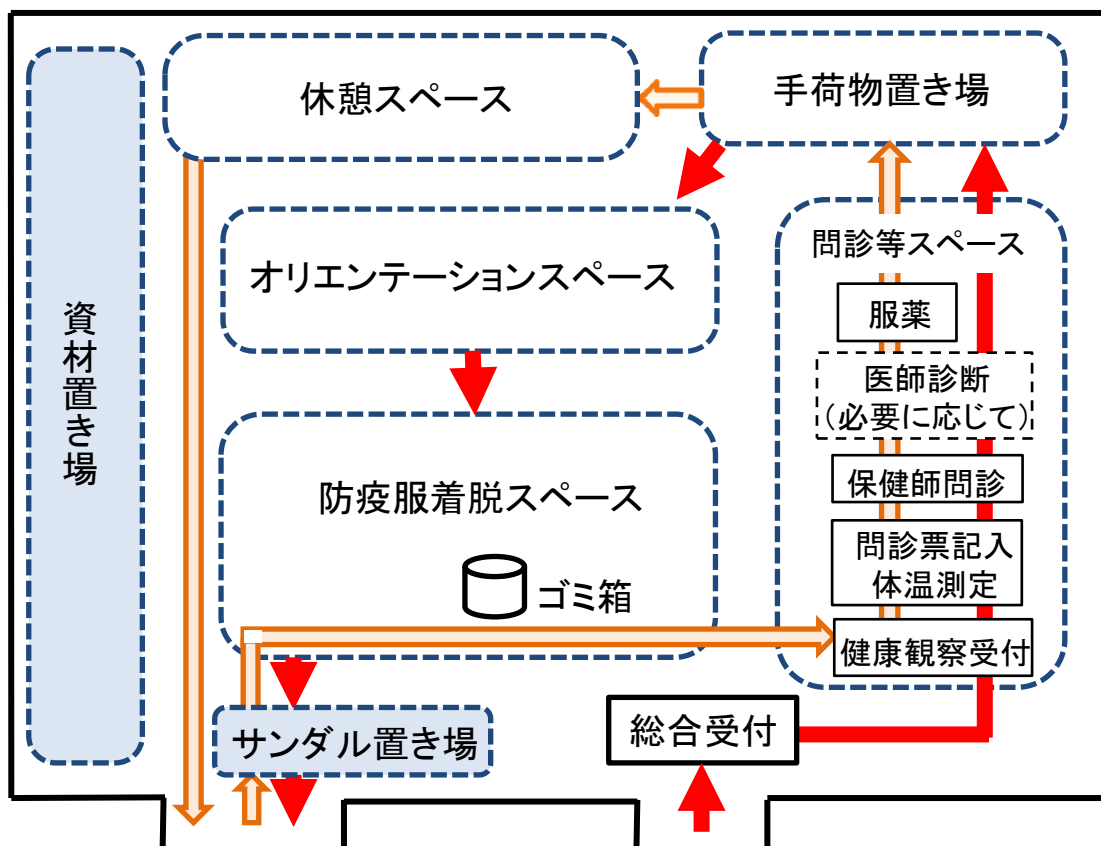 休憩スペース
手荷物置き場
資材置き場
オリエンテーションスペース
問診等スペース
服薬
医師診断
（必要に応じて）
保健師問診
問診票記入
体温測定
健康観察受付
防疫服着脱スペース
ゴミ箱
サンダル置き場
総合受付